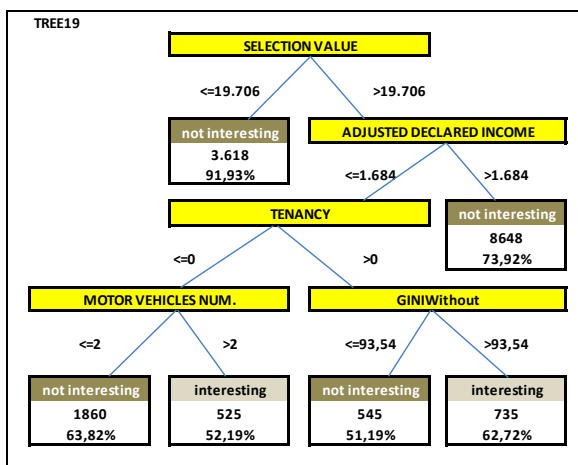 TREE19
SELECTION VALUE
<=19.706 >19.706
not interesting
3.618
91,93%
ADJUSTED DECLARED INCOME
<=1.684 >1.684
TENANCY
not interesting
8648
73,92%
<=0 >0
MOTOR VEHICLES NUM.
GINIWithout
<=2 >2
<=93,54 >93,54
not interesting
1860
63,82%
interesting
525
52,19%
not interesting
545
51,19%
interesting
735
62,72%